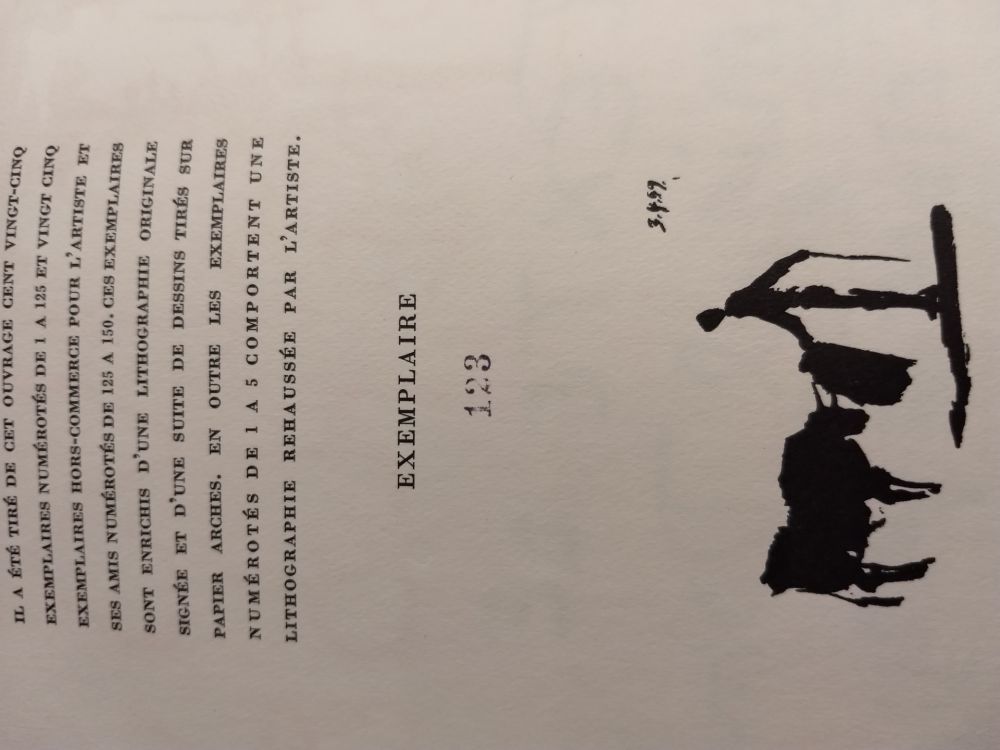 IL A ÉTÉ TIRÉ DE CET OUVRAGE CENT VINGT-CINQ
EXEMPLAIRES NUMÉROTÉS DE 1 A 125 ET VINGT CINQ
EXEMPLAIRES HORS-COMMERCE POUR L'ARTISTE ET
SES AMIS NUMÉROTÉS DE 125 A 150. CES EXEMPLAIRES
SONT ENRICHIS D'UNE LITHOGRAPHIE ORIGINALE
SIGNÉE ET D'UNE SUITE DE DESSINS TIRÉS SUR
PAPIER ARCHES. EN OUTRE LES EXEMPLAIRES
NUMÉROTÉS DE 1 A 5 COMPORTENT UNE
LITHOGRAPHIE REHAUSSÉE PAR L'ARTISTE.
EXEMPLAIRE
123
3.4.59.